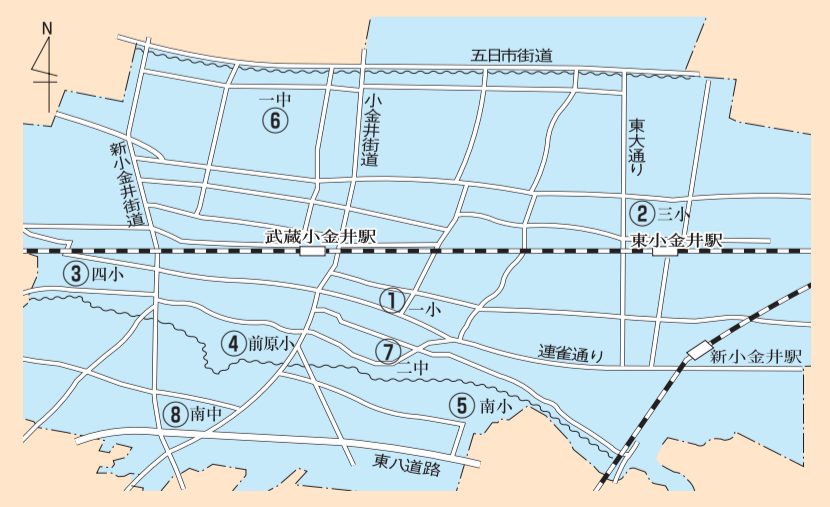 N
五日市街道
一中
⑥
小金井街道
東大通り
新小金井街道
②三小
武蔵小金井駅
東小金井駅
③四小
①一小
④前原小
⑦二中
連雀通り
新小金井駅
⑤南小
⑧南中
東八道路